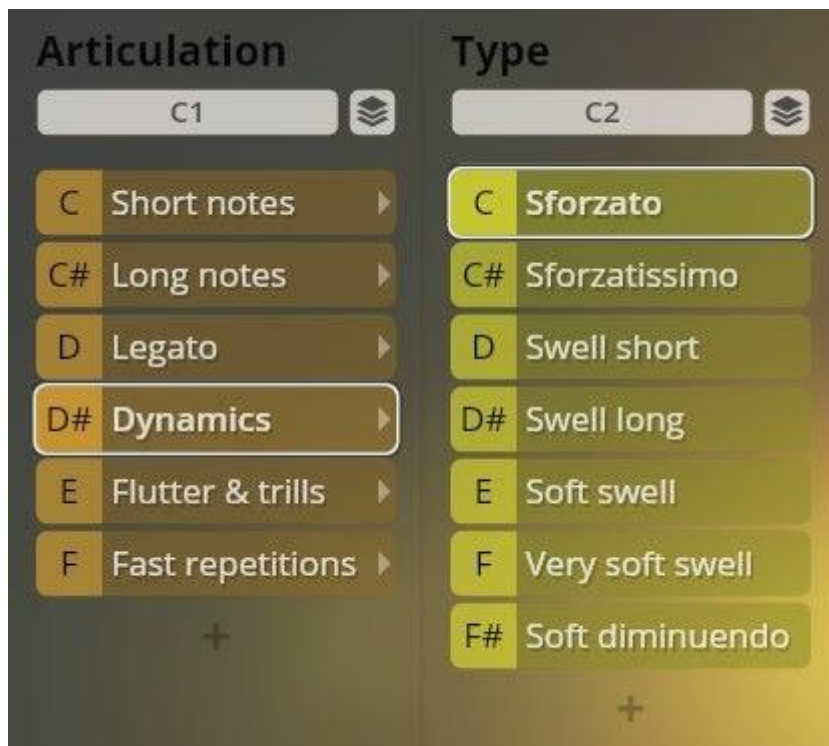 Articulation
C1
C Short notes
C# Long notes
D Legato
D# Dynamics
E Flutter & trills
F Fast repetitions
+
Type
C2
C Sforzato
C# Sforzatissimo
D Swell short
D# Swell long
E Soft swell
F Very soft swell
F# Soft diminuendo
+